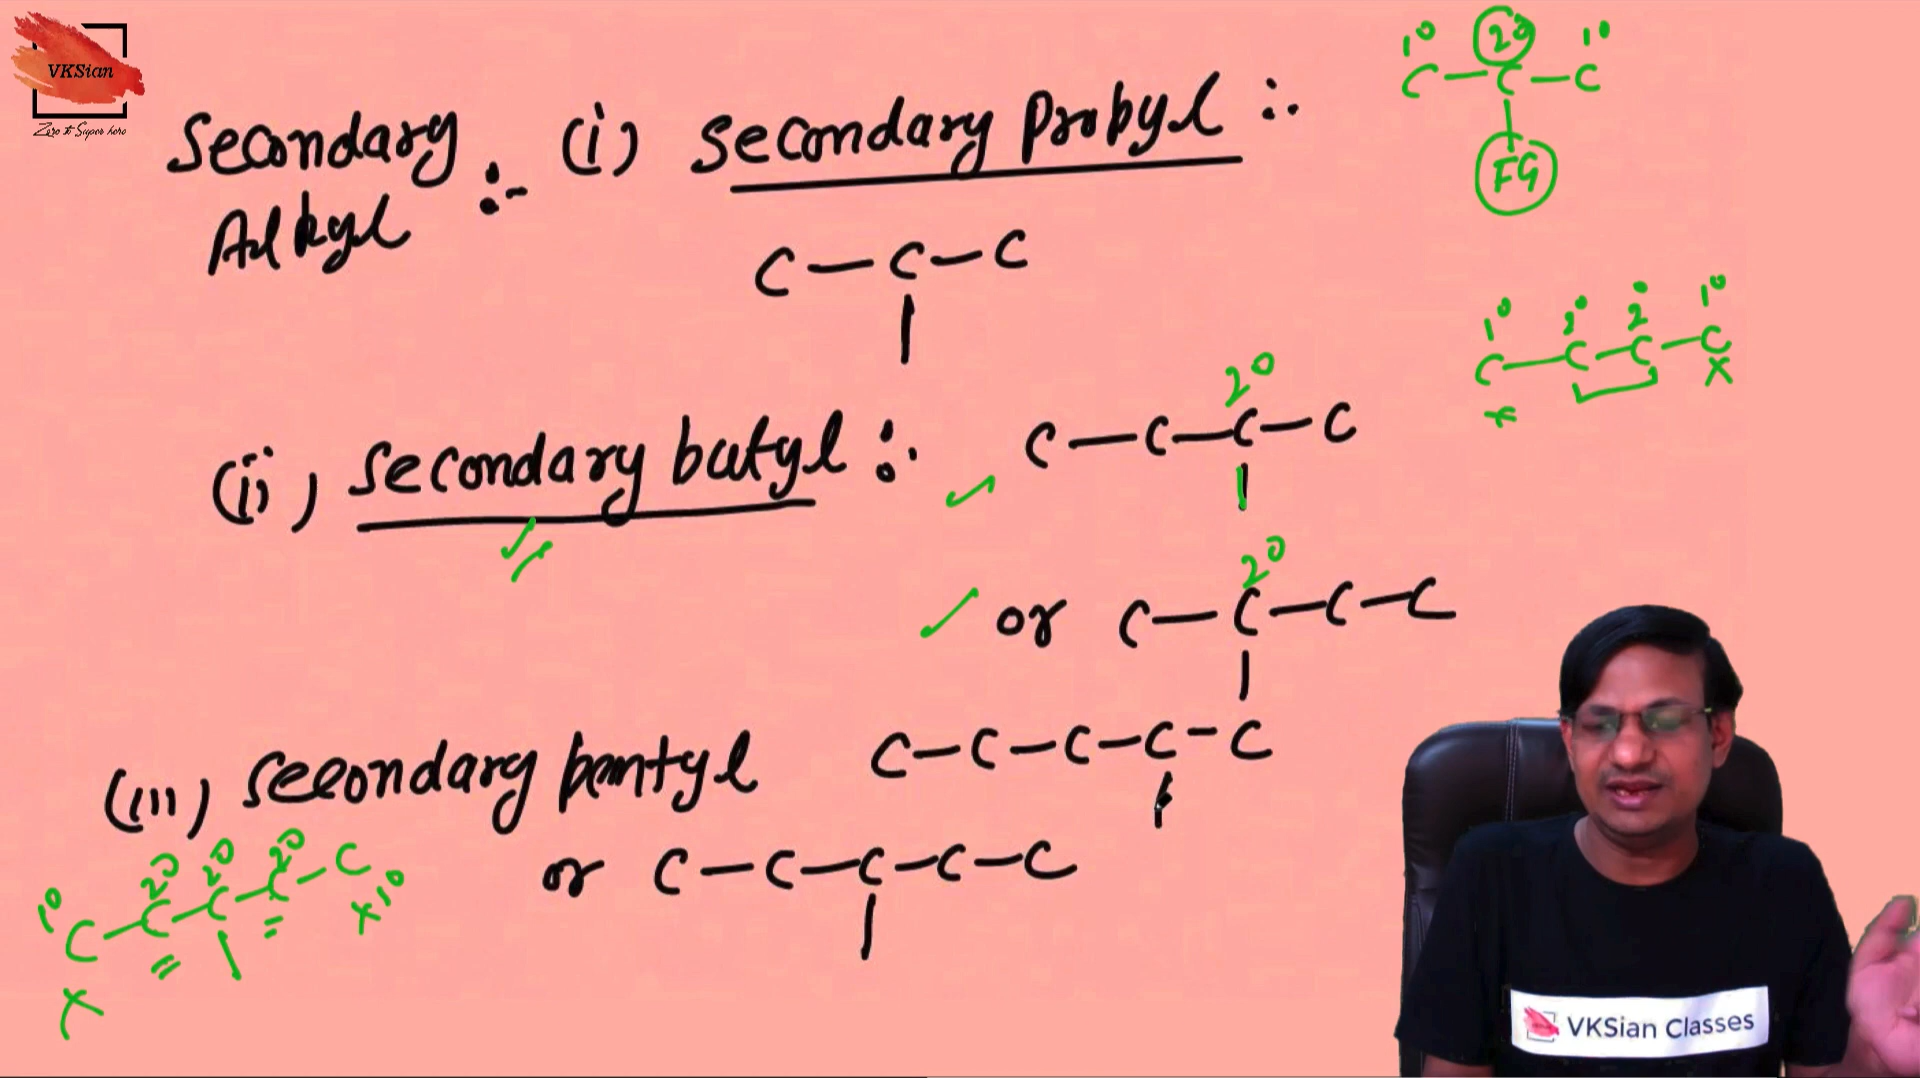 VKSian
Zero to Super hero
Secondary Alkyl :-
(i) Secondary Propyl :-
C—C—C
|
1° 2° 1°
C—C—C
|
FG
1° 2° 2° 1°
C—C—C—C
x x
(ii) Secondary butyl :-
2°
C—C—C—C
|
2°
or C—C—C—C
|
(iii) Secondary pentyl
C—C—C—C—C
|
or C—C—C—C—C
|
1° 2° 2° 2° 1°
C—C—C—C—C
x x
VKSian Classes